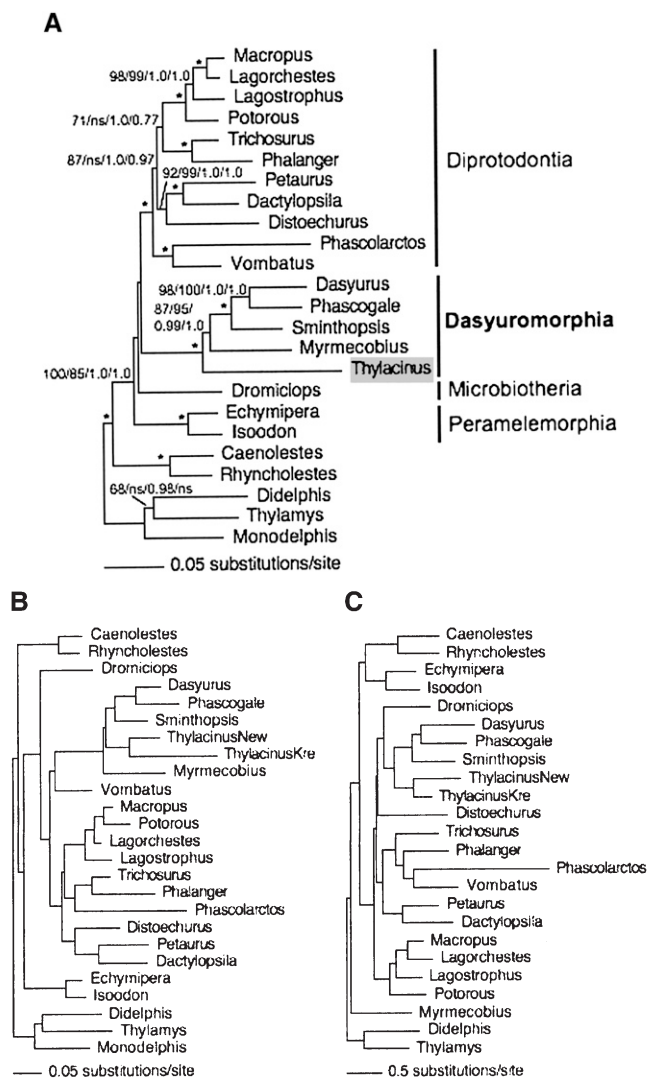 A
Macropus
98/99/1.0/1.0
Lagorchestes
Lagostrophus
71/ns/1.0/0.77
Potorous
Trichosurus
87/ns/1.0/0.97
Phalanger
Diprotodontia
92/99/1.0/1.0
Petaurus
Dactylopsila
Distoechurus
Phascolarctos
Vombatus
98/100/1.0/1.0
Dasyurus
87/95/
0.99/1.0
Phascogale
Sminthopsis
Dasyuromorphia
Myrmecobius
Thylacinus
100/85/1.0/1.0
Dromiciops
Microbiotheria
Echymipera
Isoodon
Peramelemorphia
Caenolestes
Rhyncholestes
68/ns/0.98/ns
Didelphis
Thylamys
Monodelphis
0.05 substitutions/site
B
Caenolestes
Rhyncholestes
Dromiciops
Dasyurus
Phascogale
Sminthopsis
ThylacinusNew
ThylacinusKre
Myrmecobius
Vombatus
Macropus
Potorous
Lagorchestes
Lagostrophus
Trichosurus
Phalanger
Phascolarctos
Distoechurus
Petaurus
Dactylopsila
Echymipera
Isoodon
Didelphis
Thylamys
Monodelphis
0.05 substitutions/site
C
Caenolestes
Rhyncholestes
Echymipera
Isoodon
Dromiciops
Dasyurus
Phascogale
Sminthopsis
ThylacinusNew
ThylacinusKre
Distoechurus
Trichosurus
Phalanger
Phascolarctos
Vombatus
Petaurus
Dactylopsila
Macropus
Lagorchestes
Lagostrophus
Potorous
Myrmecobius
Didelphis
Thylamys
0.5 substitutions/site